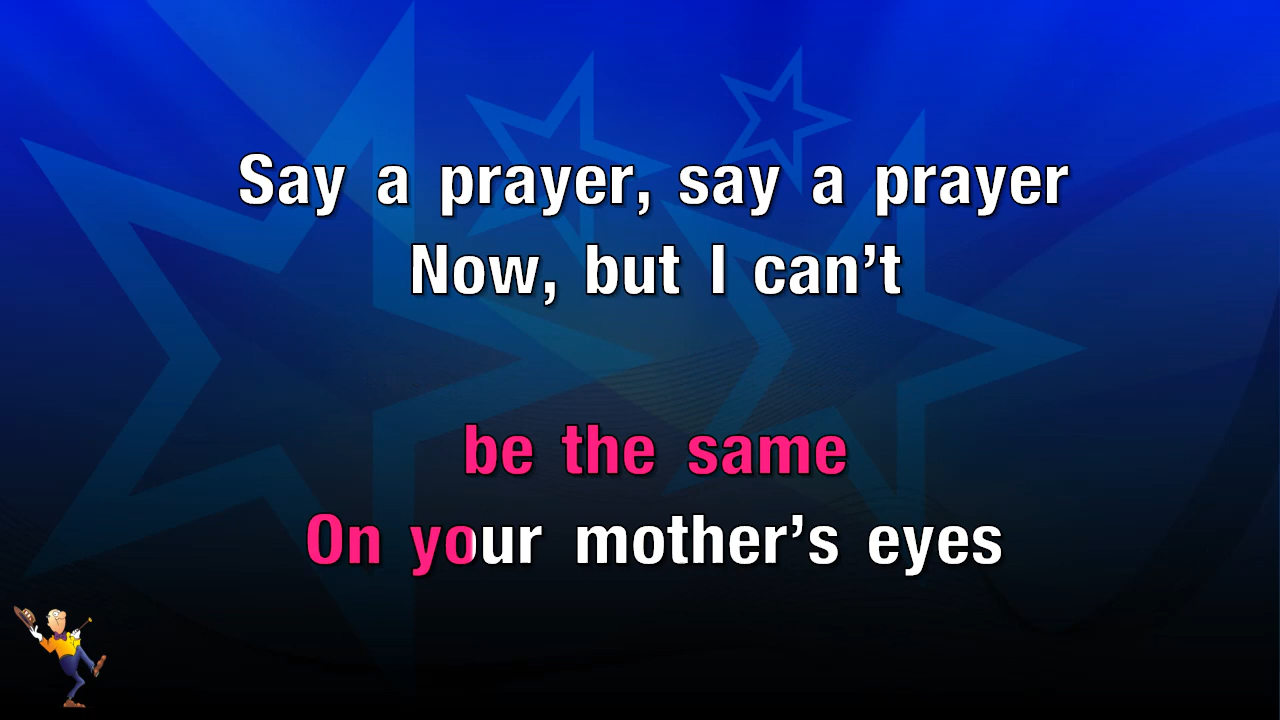 Say a prayer, say a prayer
Now, but I can’t
be the same
On your mother’s eyes